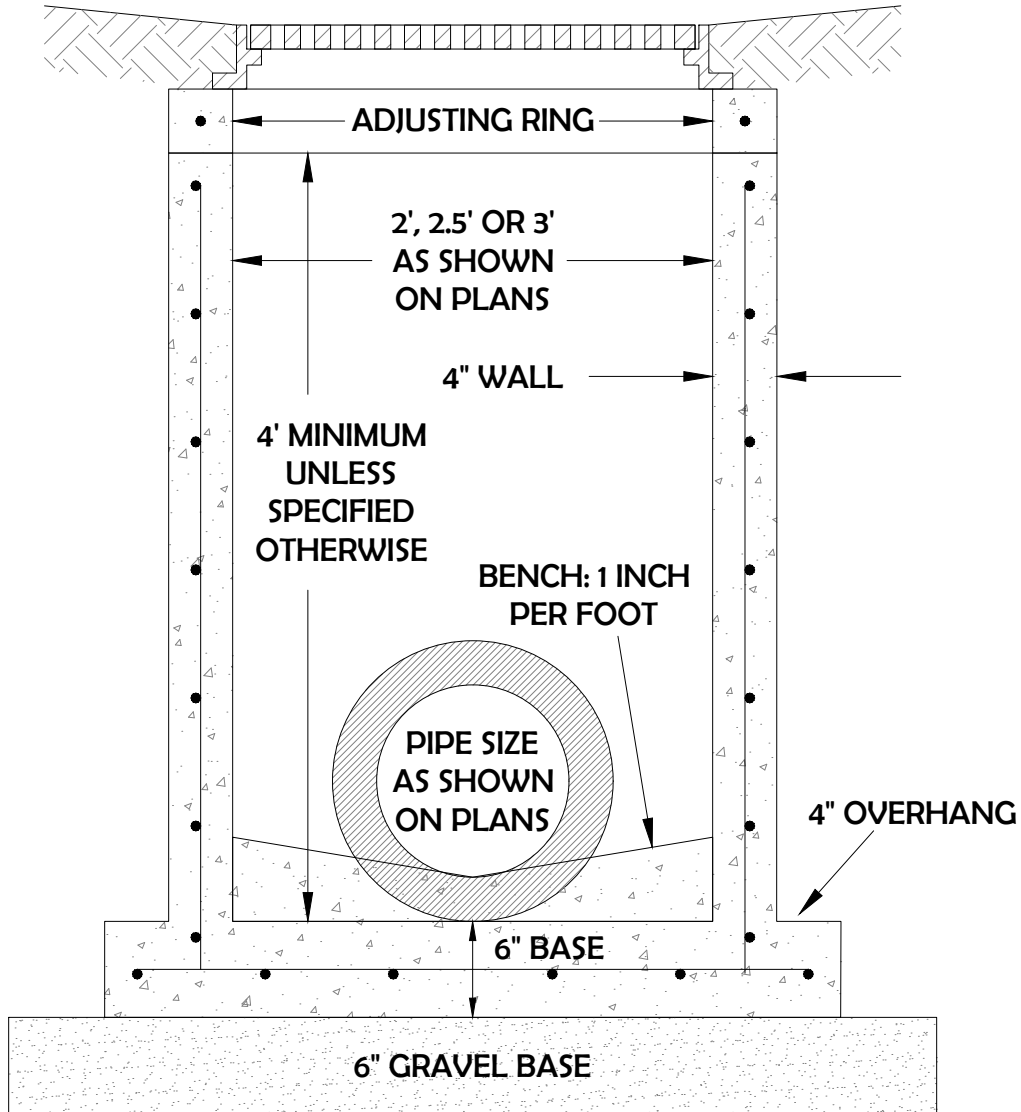 ADJUSTING RING
2', 2.5' OR 3'
AS SHOWN
ON PLANS
4" WALL
4' MINIMUM
UNLESS
SPECIFIED
OTHERWISE
BENCH: 1 INCH
PER FOOT
PIPE SIZE
AS SHOWN
ON PLANS
4" OVERHANG
6" BASE
6" GRAVEL BASE